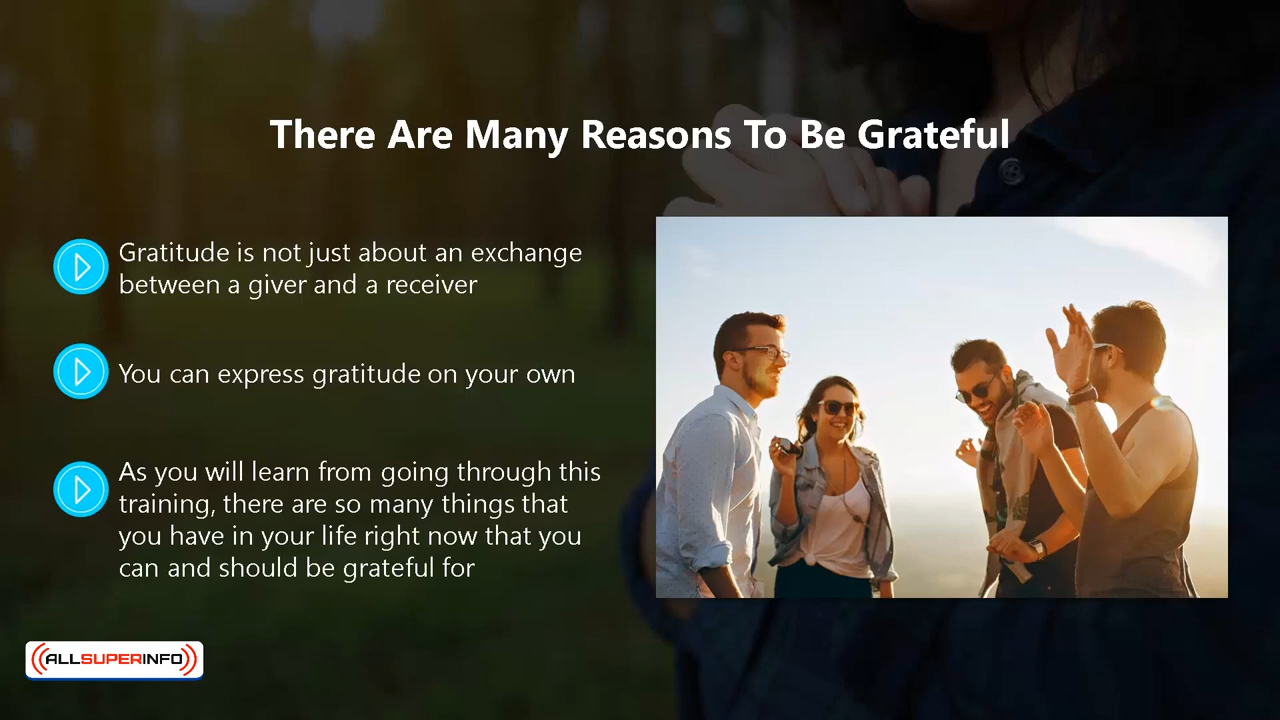 There Are Many Reasons To Be Grateful
Gratitude is not just about an exchange
between a giver and a receiver
You can express gratitude on your own
As you will learn from going through this
training, there are so many things that
you have in your life right now that you
can and should be grateful for
ALLSUPERINFO